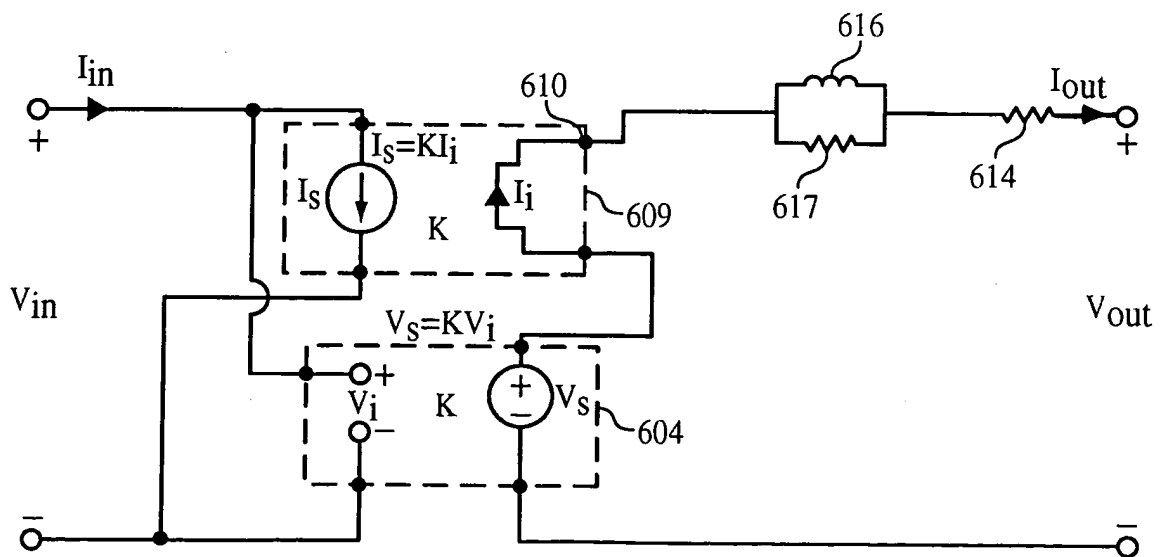 616
Iin
610
Iout
+
+
Is=KIi
Is
Ii
609
617
614
K
Vin
Vs=KVi
Vout
+
Vi
K
+
Vs
−
−
604
−
−